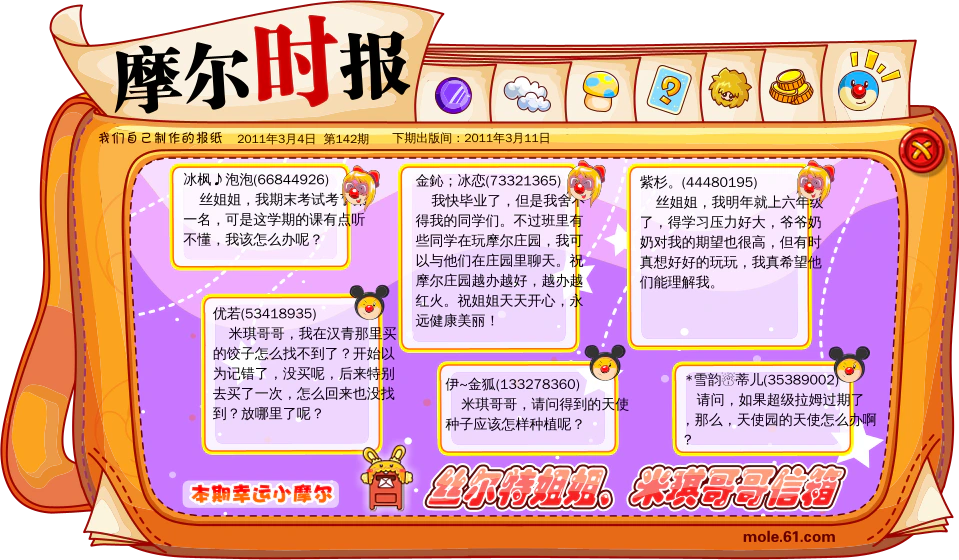 摩尔时报
我们自己制作的报纸 2011年3月4日 第142期 下期出版间：2011年3月11日
冰枫♪泡泡(66844926)
丝姐姐，我期末考试考了
一名，可是这学期的课有点听
不懂，我该怎么办呢？
金鈊；冰恋(73321365)
我快毕业了，但是我舍不
得我的同学们。不过班里有
些同学在玩摩尔庄园，我可
以与他们在庄园里聊天。祝
摩尔庄园越办越好，越办越
红火。祝姐姐天天开心，永
远健康美丽！
紫杉。(44480195)
丝姐姐，我明年就上六年级
了，得学习压力好大，爷爷奶
奶对我的期望也很高，但有时
真想好好的玩玩，我真希望他
们能理解我。
优若(53418935)
米琪哥哥，我在汉青那里买
的饺子怎么找不到了？开始以
为记错了，没买呢，后来特别
去买了一次，怎么回来也没找
到？放哪里了呢？
伊~金狐(133278360)
米琪哥哥，请问得到的天使
种子应该怎样种植呢？
*雪韵㊣蒂儿(35389002)
请问，如果超级拉姆过期了
，那么，天使园的天使怎么办啊
？
本期幸运小摩尔
丝尔特姐姐、米琪哥哥信箱
mole.61.com